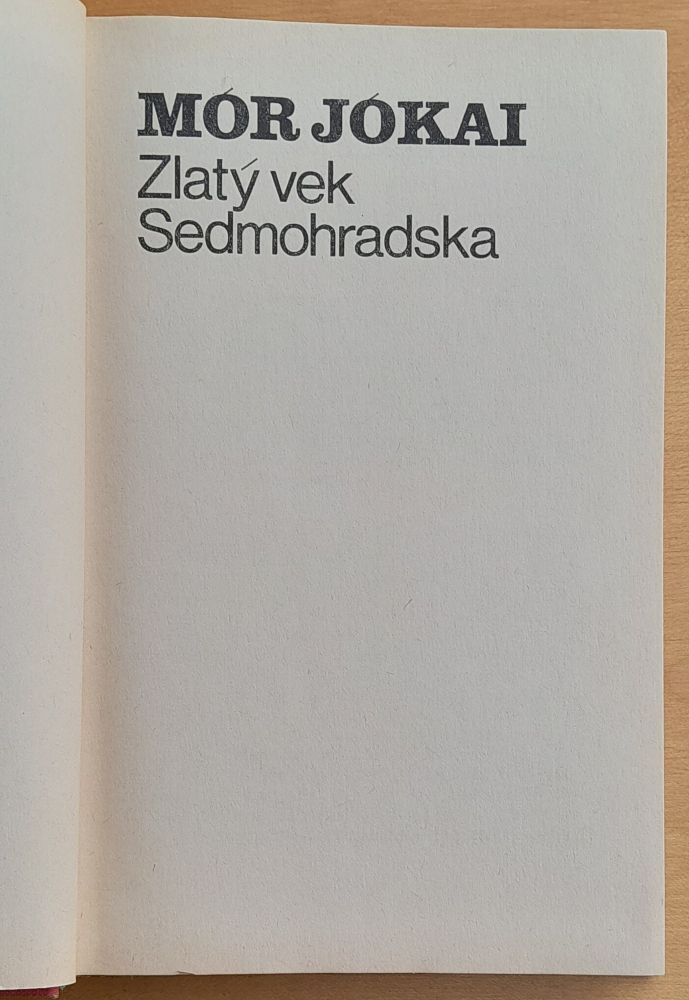 MÓR JÓKAI
Zlatý vek
Sedmohradska